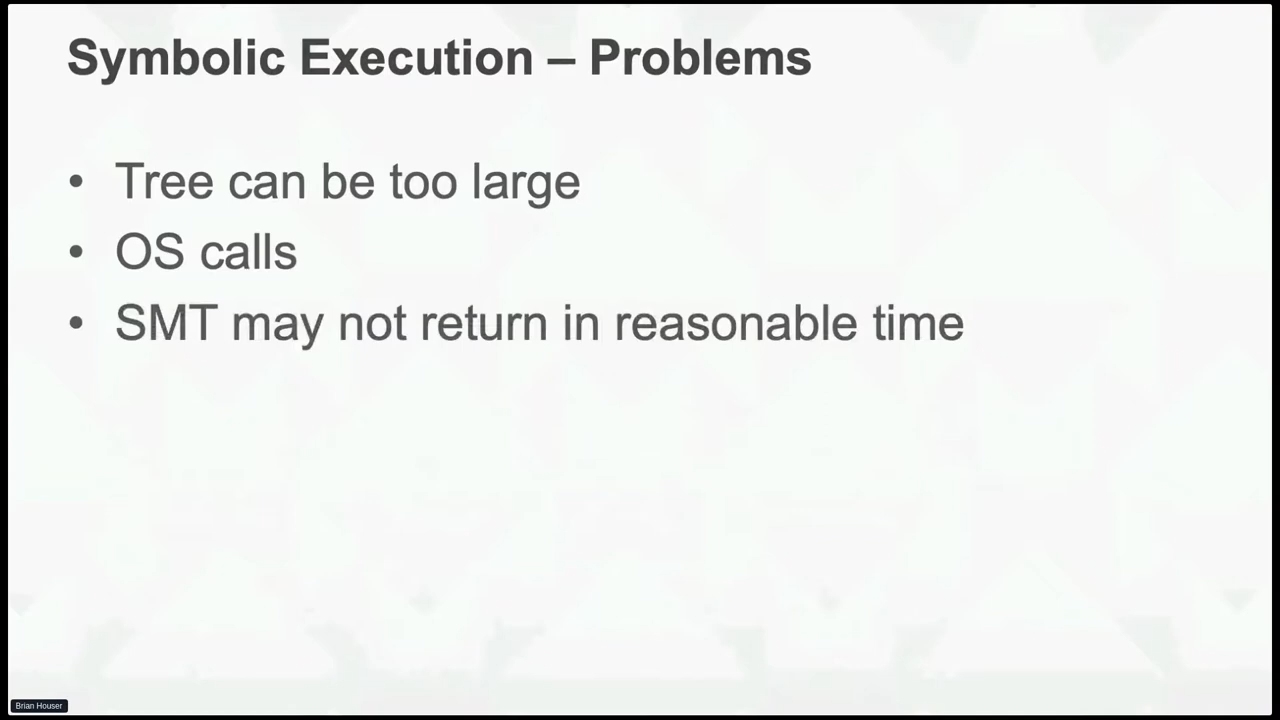 Symbolic Execution – Problems
• Tree can be too large
• OS calls
• SMT may not return in reasonable time
Brian Houser